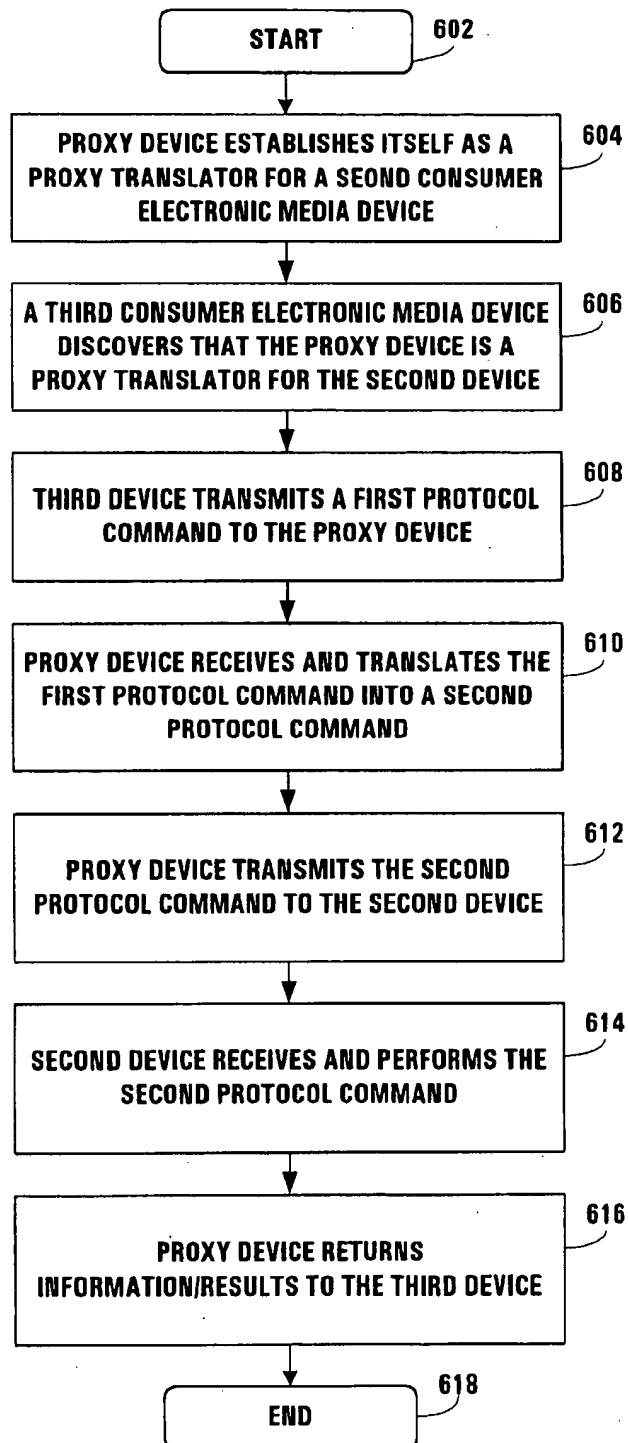 START
602
PROXY DEVICE ESTABLISHES ITSELF AS A
PROXY TRANSLATOR FOR A SEOND CONSUMER
ELECTRONIC MEDIA DEVICE
604
A THIRD CONSUMER ELECTRONIC MEDIA DEVICE
DISCOVERS THAT THE PROXY DEVICE IS A
PROXY TRANSLATOR FOR THE SECOND DEVICE
606
THIRD DEVICE TRANSMITS A FIRST PROTOCOL
COMMAND TO THE PROXY DEVICE
608
PROXY DEVICE RECEIVES AND TRANSLATES THE
FIRST PROTOCOL COMMAND INTO A SECOND
PROTOCOL COMMAND
610
PROXY DEVICE TRANSMITS THE SECOND
PROTOCOL COMMAND TO THE SECOND DEVICE
612
SECOND DEVICE RECEIVES AND PERFORMS THE
SECOND PROTOCOL COMMAND
614
PROXY DEVICE RETURNS
INFORMATION/RESULTS TO THE THIRD DEVICE
616
END
618